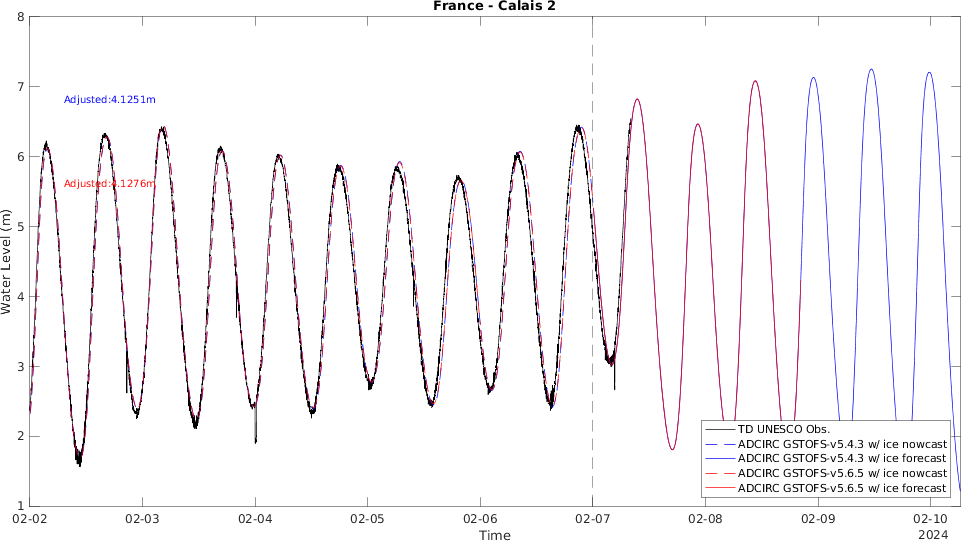 France - Calais 2
8
7
6
5
4
3
2
1
Water Level (m)
Adjusted:4.1251m
Adjusted:4.1276m
TD UNESCO Obs.
ADCIRC GSTOFS-v5.4.3 w/ ice nowcast
ADCIRC GSTOFS-v5.4.3 w/ ice forecast
ADCIRC GSTOFS-v5.6.5 w/ ice nowcast
ADCIRC GSTOFS-v5.6.5 w/ ice forecast
02-02 02-03 02-04 02-05 02-06 02-07 02-08 02-09 02-10
Time
2024